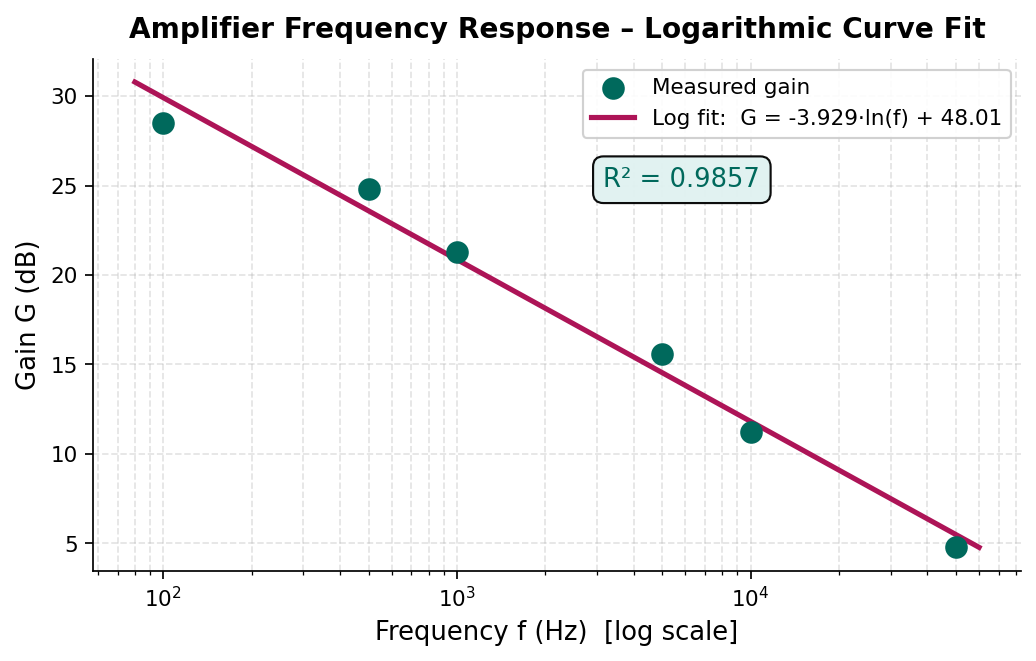 Amplifier Frequency Response – Logarithmic Curve Fit
Measured gain
Log fit:  G = -3.929·ln(f) + 48.01
R² = 0.9857
Gain G (dB)
30
25
20
15
10
5
10² 10³ 10⁴
Frequency f (Hz)  [log scale]